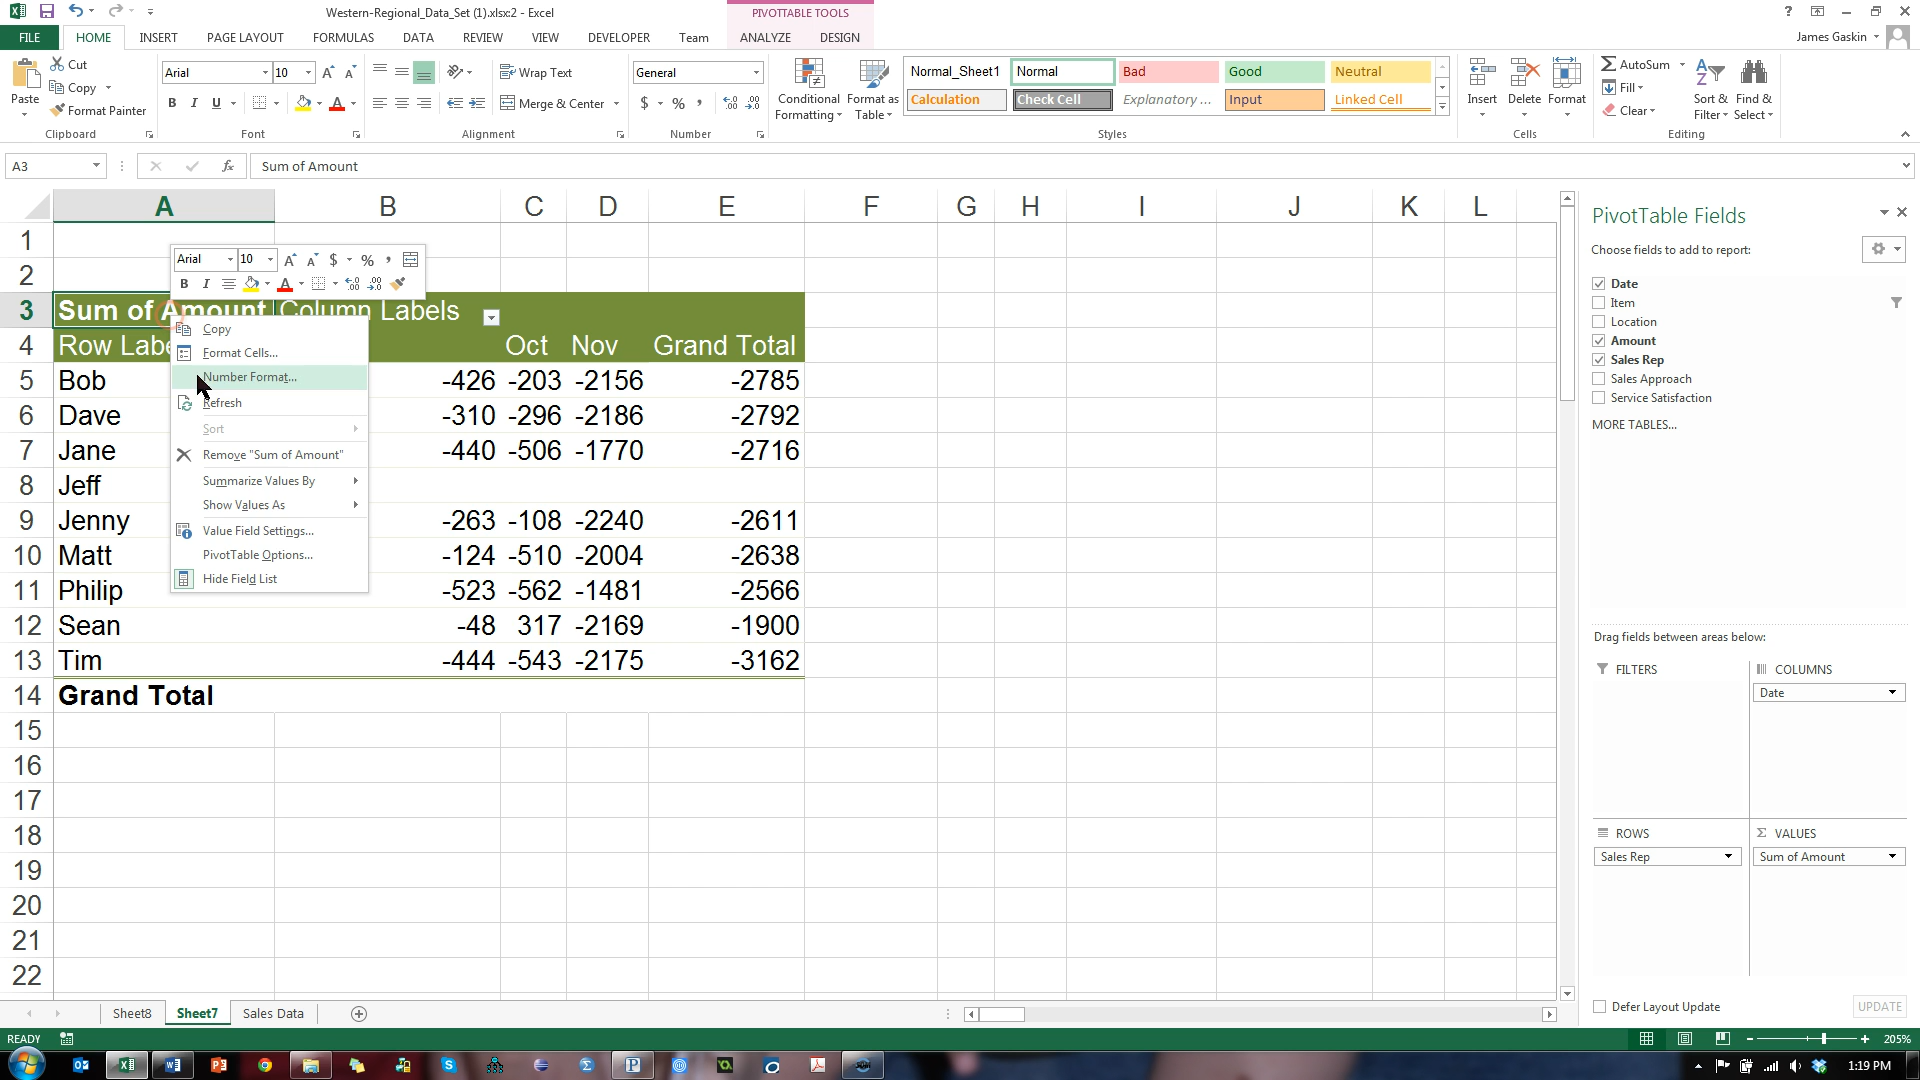 Western-Regional_Data_Set (1).xlsx:2 - Excel
PIVOTTABLE TOOLS
?
FILE HOME INSERT PAGE LAYOUT FORMULAS DATA REVIEW VIEW DEVELOPER Team ANALYZE DESIGN
James Gaskin
Paste
Cut
Copy
Format Painter
Clipboard
Arial 10
B I U
Font
Wrap Text
Merge & Center
Alignment
General
$ % ,
Number
Conditional Formatting
Format as Table
Normal_Sheet1 Normal Bad Good Neutral
Calculation Check Cell Explanatory ... Input Linked Cell
Styles
Insert Delete Format
Cells
AutoSum
Fill
Clear
Sort & Filter
Find & Select
Editing
A3 fx Sum of Amount
A B C D E F G H I J K L
1
2
Arial 10 $ % ,
B I A
3 Sum of Amount Column Labels
4 Row Labe Oct Nov Grand Total
5 Bob -426 -203 -2156 -2785
6 Dave -310 -296 -2186 -2792
7 Jane -440 -506 -1770 -2716
8 Jeff
9 Jenny -263 -108 -2240 -2611
10 Matt -124 -510 -2004 -2638
11 Philip -523 -562 -1481 -2566
12 Sean -48 317 -2169 -1900
13 Tim -444 -543 -2175 -3162
14 Grand Total
15
16
17
18
19
20
21
22
Copy
Format Cells...
Number Format...
Refresh
Sort
Remove "Sum of Amount"
Summarize Values By
Show Values As
Value Field Settings...
PivotTable Options...
Hide Field List
PivotTable Fields
Choose fields to add to report:
Date
Item
Location
Amount
Sales Rep
Sales Approach
Service Satisfaction
MORE TABLES...
Drag fields between areas below:
FILTERS
COLUMNS
Date
ROWS
Sales Rep
Σ VALUES
Sum of Amount
Defer Layout Update UPDATE
Sheet8 Sheet7 Sales Data
READY
205%
1:19 PM